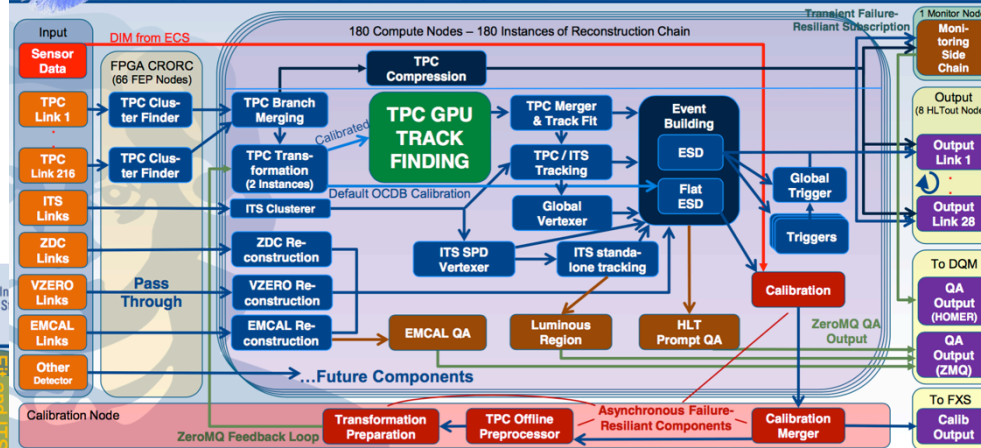 Transient Failure-
Resiliant Subscription
1 Monitor Node
Input
DIM from ECS
180 Compute Nodes – 180 Instances of Reconstruction Chain
Sensor
Data
FPGA CRORC
(66 FEP Nodes)
TPC
Compression
Moni-
toring
Side
Chain
TPC
Link 1
TPC Clus-
ter Finder
TPC Branch
Merging
TPC GPU
TRACK
FINDING
TPC Merger
& Track Fit
Event
Building
Output
(8 HLTout Node
Calibrated
TPC
Link 216
TPC Clus-
ter Finder
TPC Trans-
formation
(2 instances)
TPC / ITS
Tracking
ESD
Global
Trigger
Output
Link 1
Default OCDB Calibration
Flat
ESD
ITS
Links
ITS Clusterer
Global
Vertexer
Triggers
Output
Link 28
ZDC
Links
ZDC Re-
construction
ITS SPD
Vertexer
ITS standa-
lone tracking
To DQM
Pass
Through
VZERO
Links
VZERO Re-
construction
Calibration
QA
Output
(HOMER)
EMCAL
Links
EMCAL Re-
construction
EMCAL QA
Luminous
Region
HLT
Prompt QA
ZeroMQ QA
Output
QA
Output
(ZMQ)
Other
Detector
...Future Components
To FXS
Calibration Node
ZeroMQ Feedback Loop
Transformation
Preparation
TPC Offline
Preprocessor
Asynchronous Failure-
Resilient Components
Calibration
Merger
Calib
Output